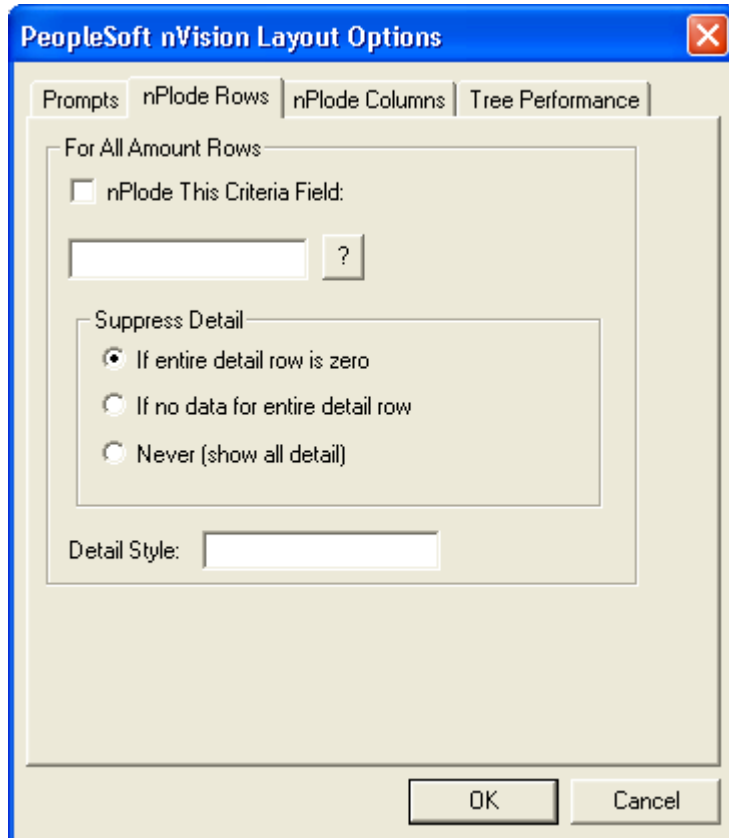 PeopleSoft nVision Layout Options
Prompts nPlode Rows nPlode Columns Tree Performance
For All Amount Rows
nPlode This Criteria Field:
?
Suppress Detail
If entire detail row is zero
If no data for entire detail row
Never (show all detail)
Detail Style:
OK Cancel